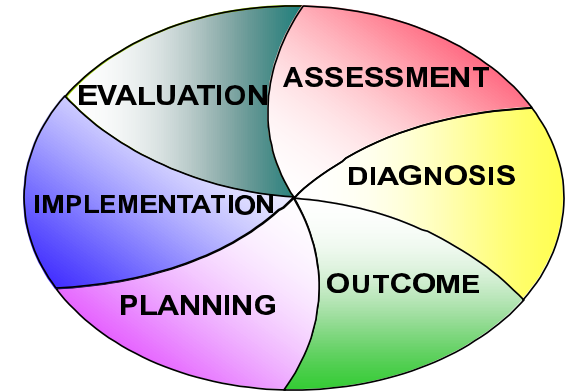 ASSESSMENT
DIAGNOSIS
OUTCOME
PLANNING
IMPLEMENTATION
EVALUATION